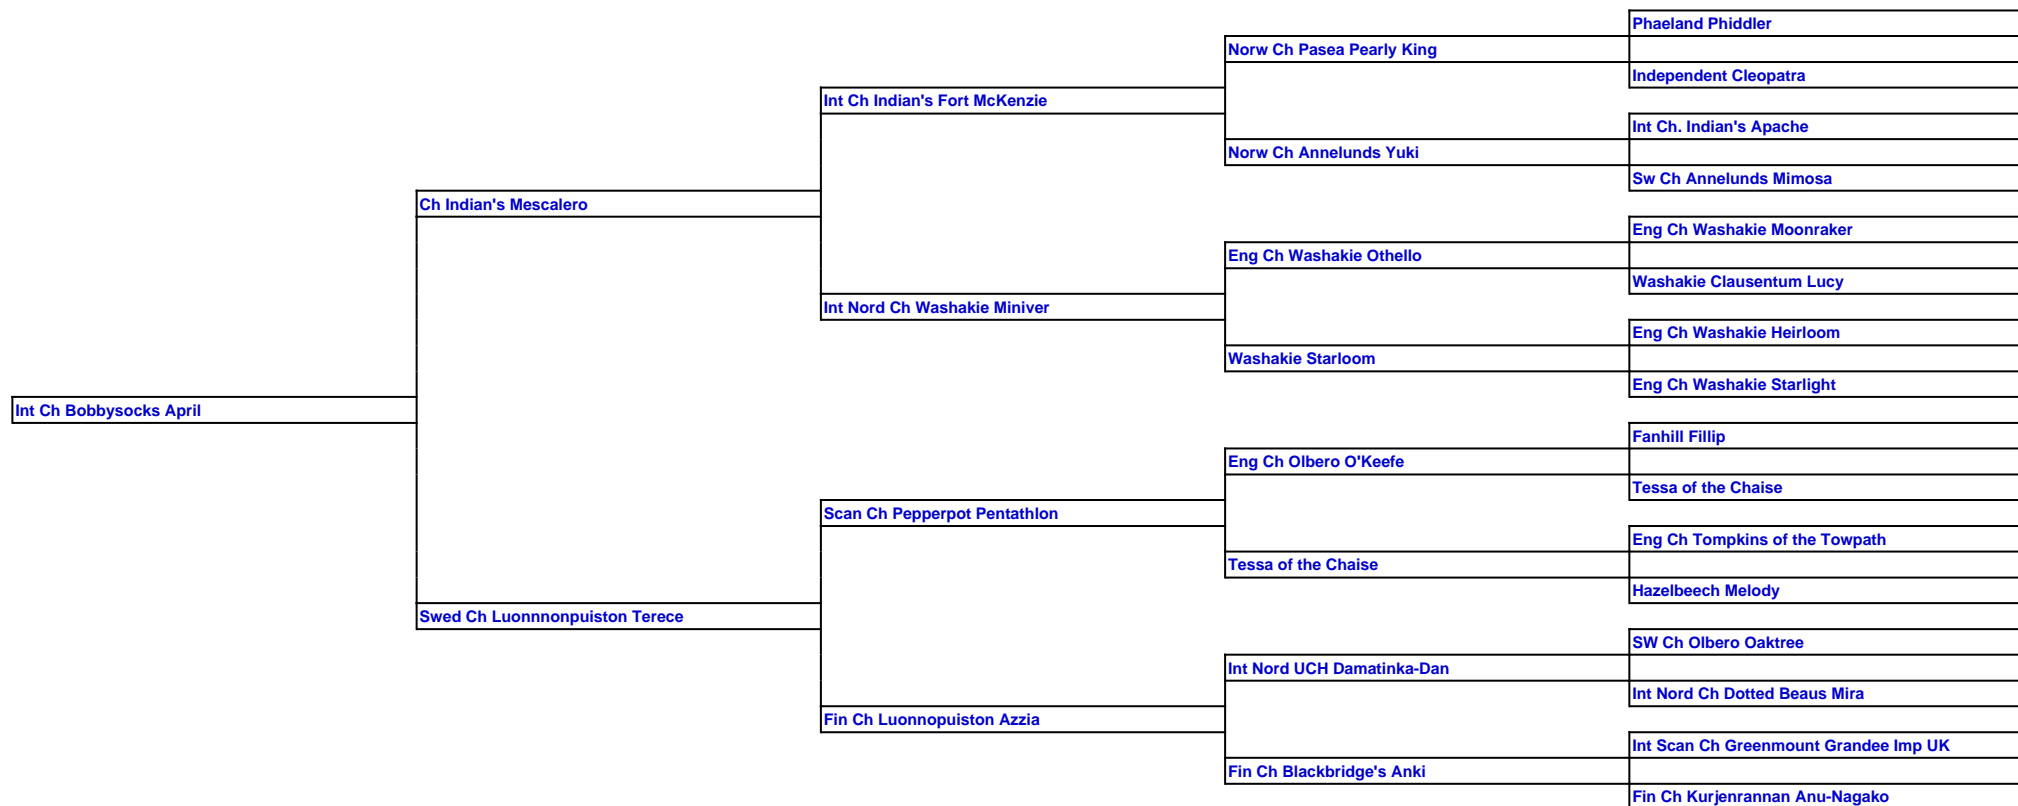 Phaeland Phiddler
Norw Ch Pasea Pearly King
Independent Cleopatra
Int Ch Indian's Fort McKenzie
Int Ch. Indian's Apache
Norw Ch Annelunds Yuki
Sw Ch Annelunds Mimosa
Ch Indian's Mescalero
Eng Ch Washakie Moonraker
Eng Ch Washakie Othello
Washakie Clausentum Lucy
Int Nord Ch Washakie Miniver
Eng Ch Washakie Heirloom
Washakie Starloom
Eng Ch Washakie Starlight
Int Ch Bobbysocks April
Fanhill Fillip
Eng Ch Olbero O'Keefe
Tessa of the Chaise
Scan Ch Pepperpot Pentathlon
Eng Ch Tompkins of the Towpath
Tessa of the Chaise
Hazelbeech Melody
Swed Ch Luonnnonpuiston Terece
SW Ch Olbero Oaktree
Int Nord UCH Damatinka-Dan
Int Nord Ch Dotted Beaus Mira
Fin Ch Luonnopuiston Azzia
Int Scan Ch Greenmount Grandee Imp UK
Fin Ch Blackbridge's Anki
Fin Ch Kurjenrannan Anu-Nagako